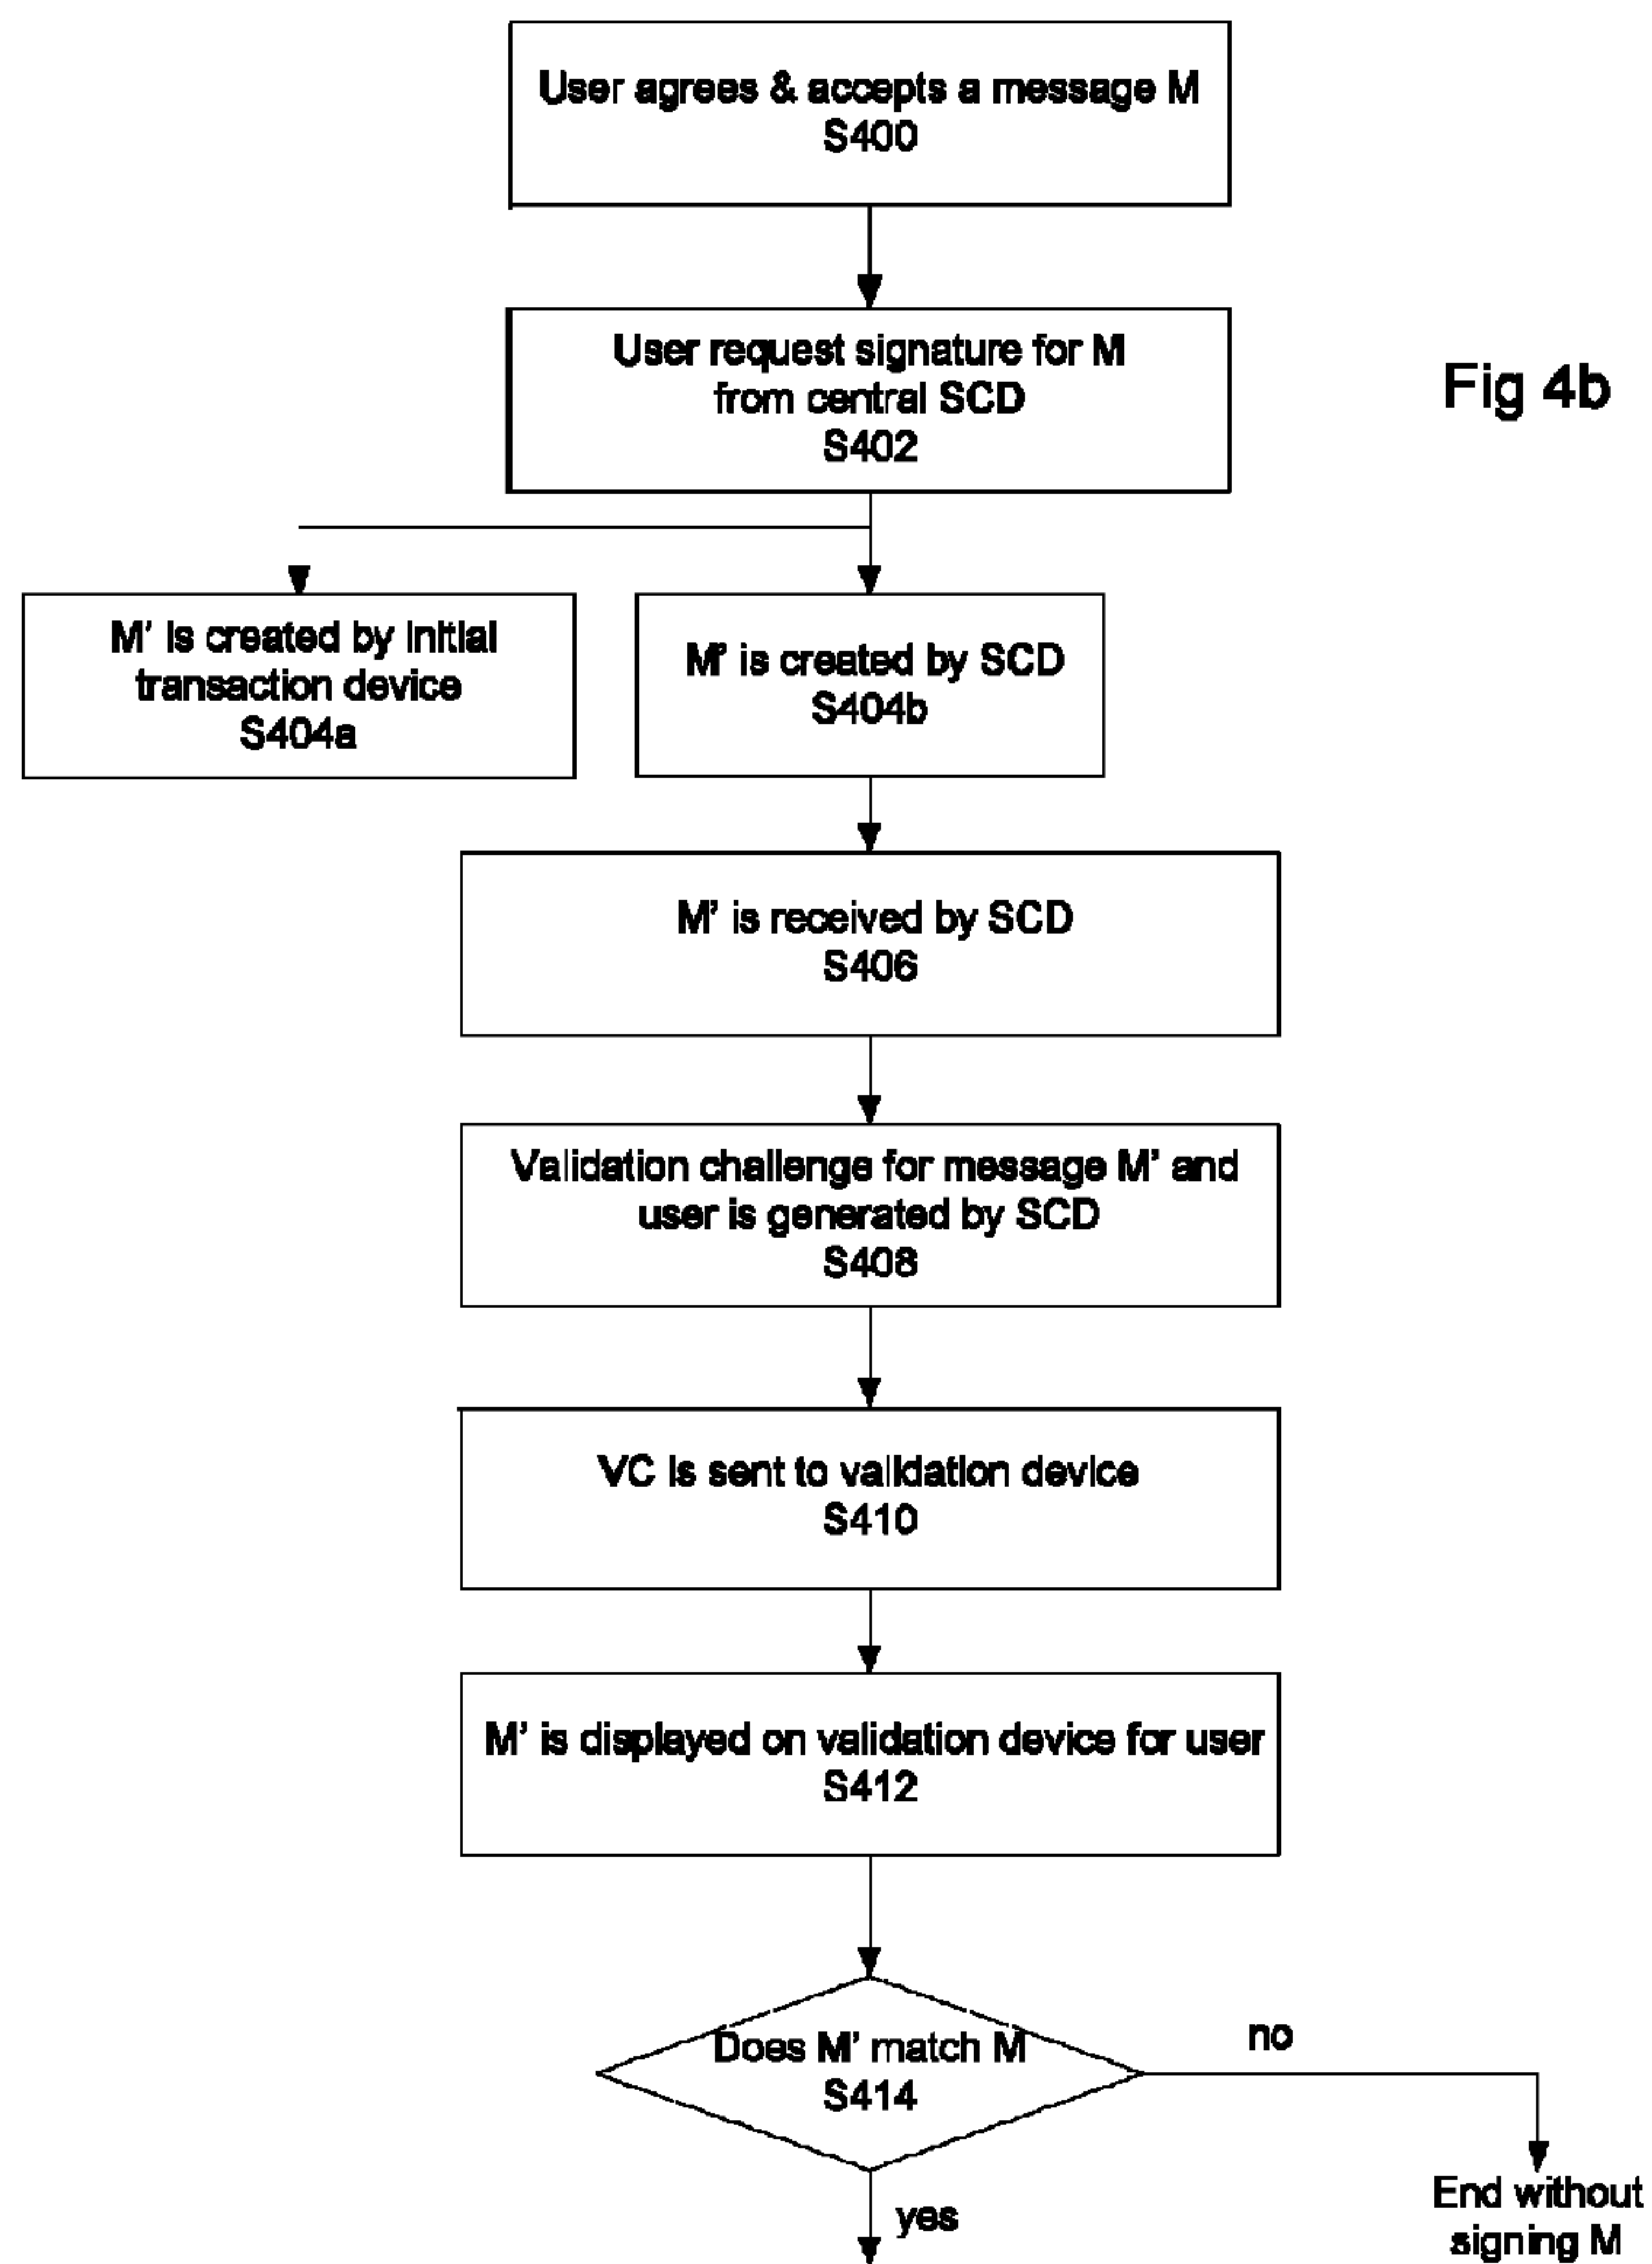 User agrees & accepts a message M
S400
User request signature for M
from central SCD
S402
Fig 4b
M' is created by initial
transaction device
S404a
M' is created by SCD
S404b
M' is received by SCD
S406
Validation challenge for message M' and
user is generated by SCD
S408
VC is sent to validation device
S410
M' is displayed on validation device for user
S412
Does M' match M
S414
no
yes
End without
signing M